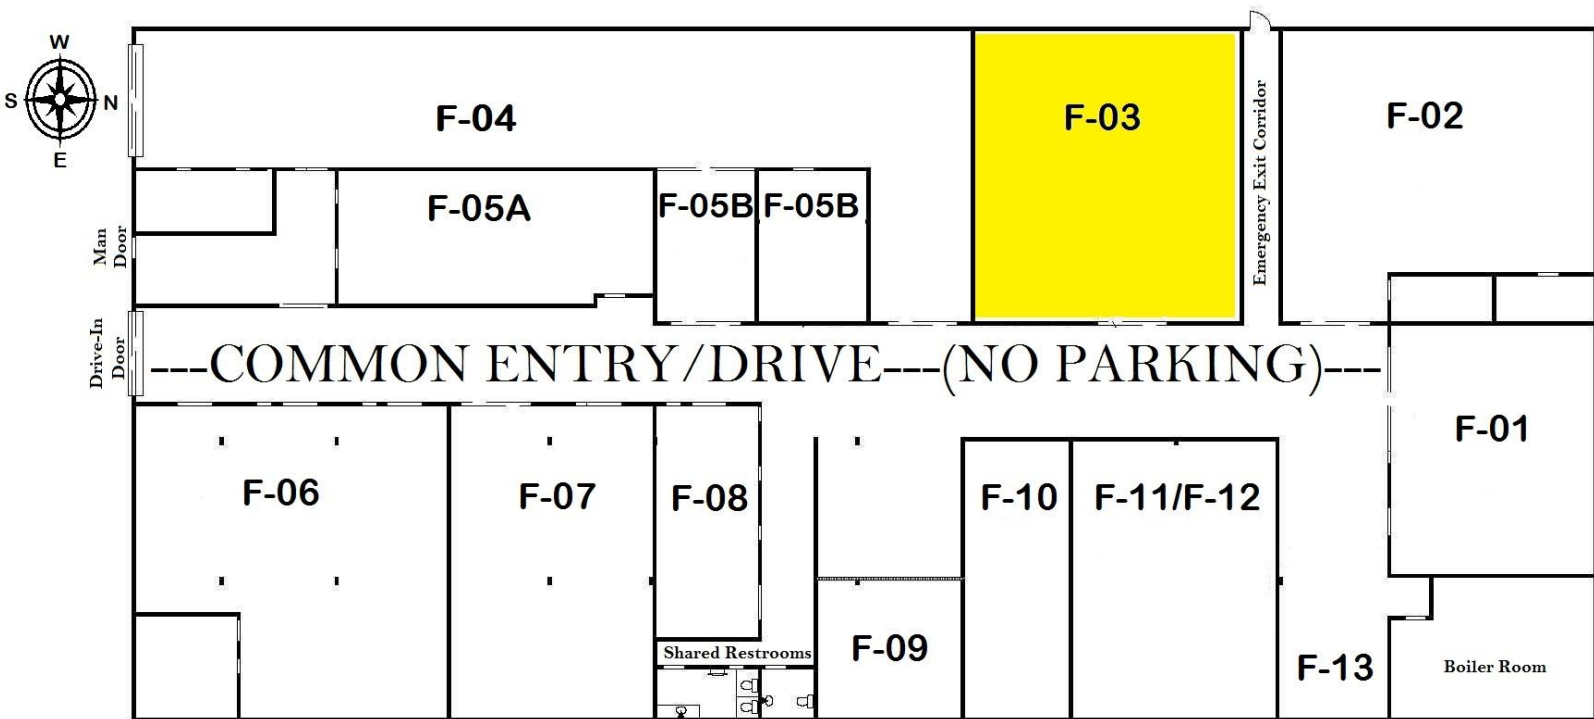 W
S N
E
F-04
F-03
F-02
Emergency Exit Corridor
F-05A
F-05B
F-05B
Man
Door
Drive-In
Door
---COMMON ENTRY/DRIVE---(NO PARKING)---
F-01
F-06
F-07
F-08
F-10
F-11/F-12
Shared Restrooms
F-09
F-13
Boiler Room